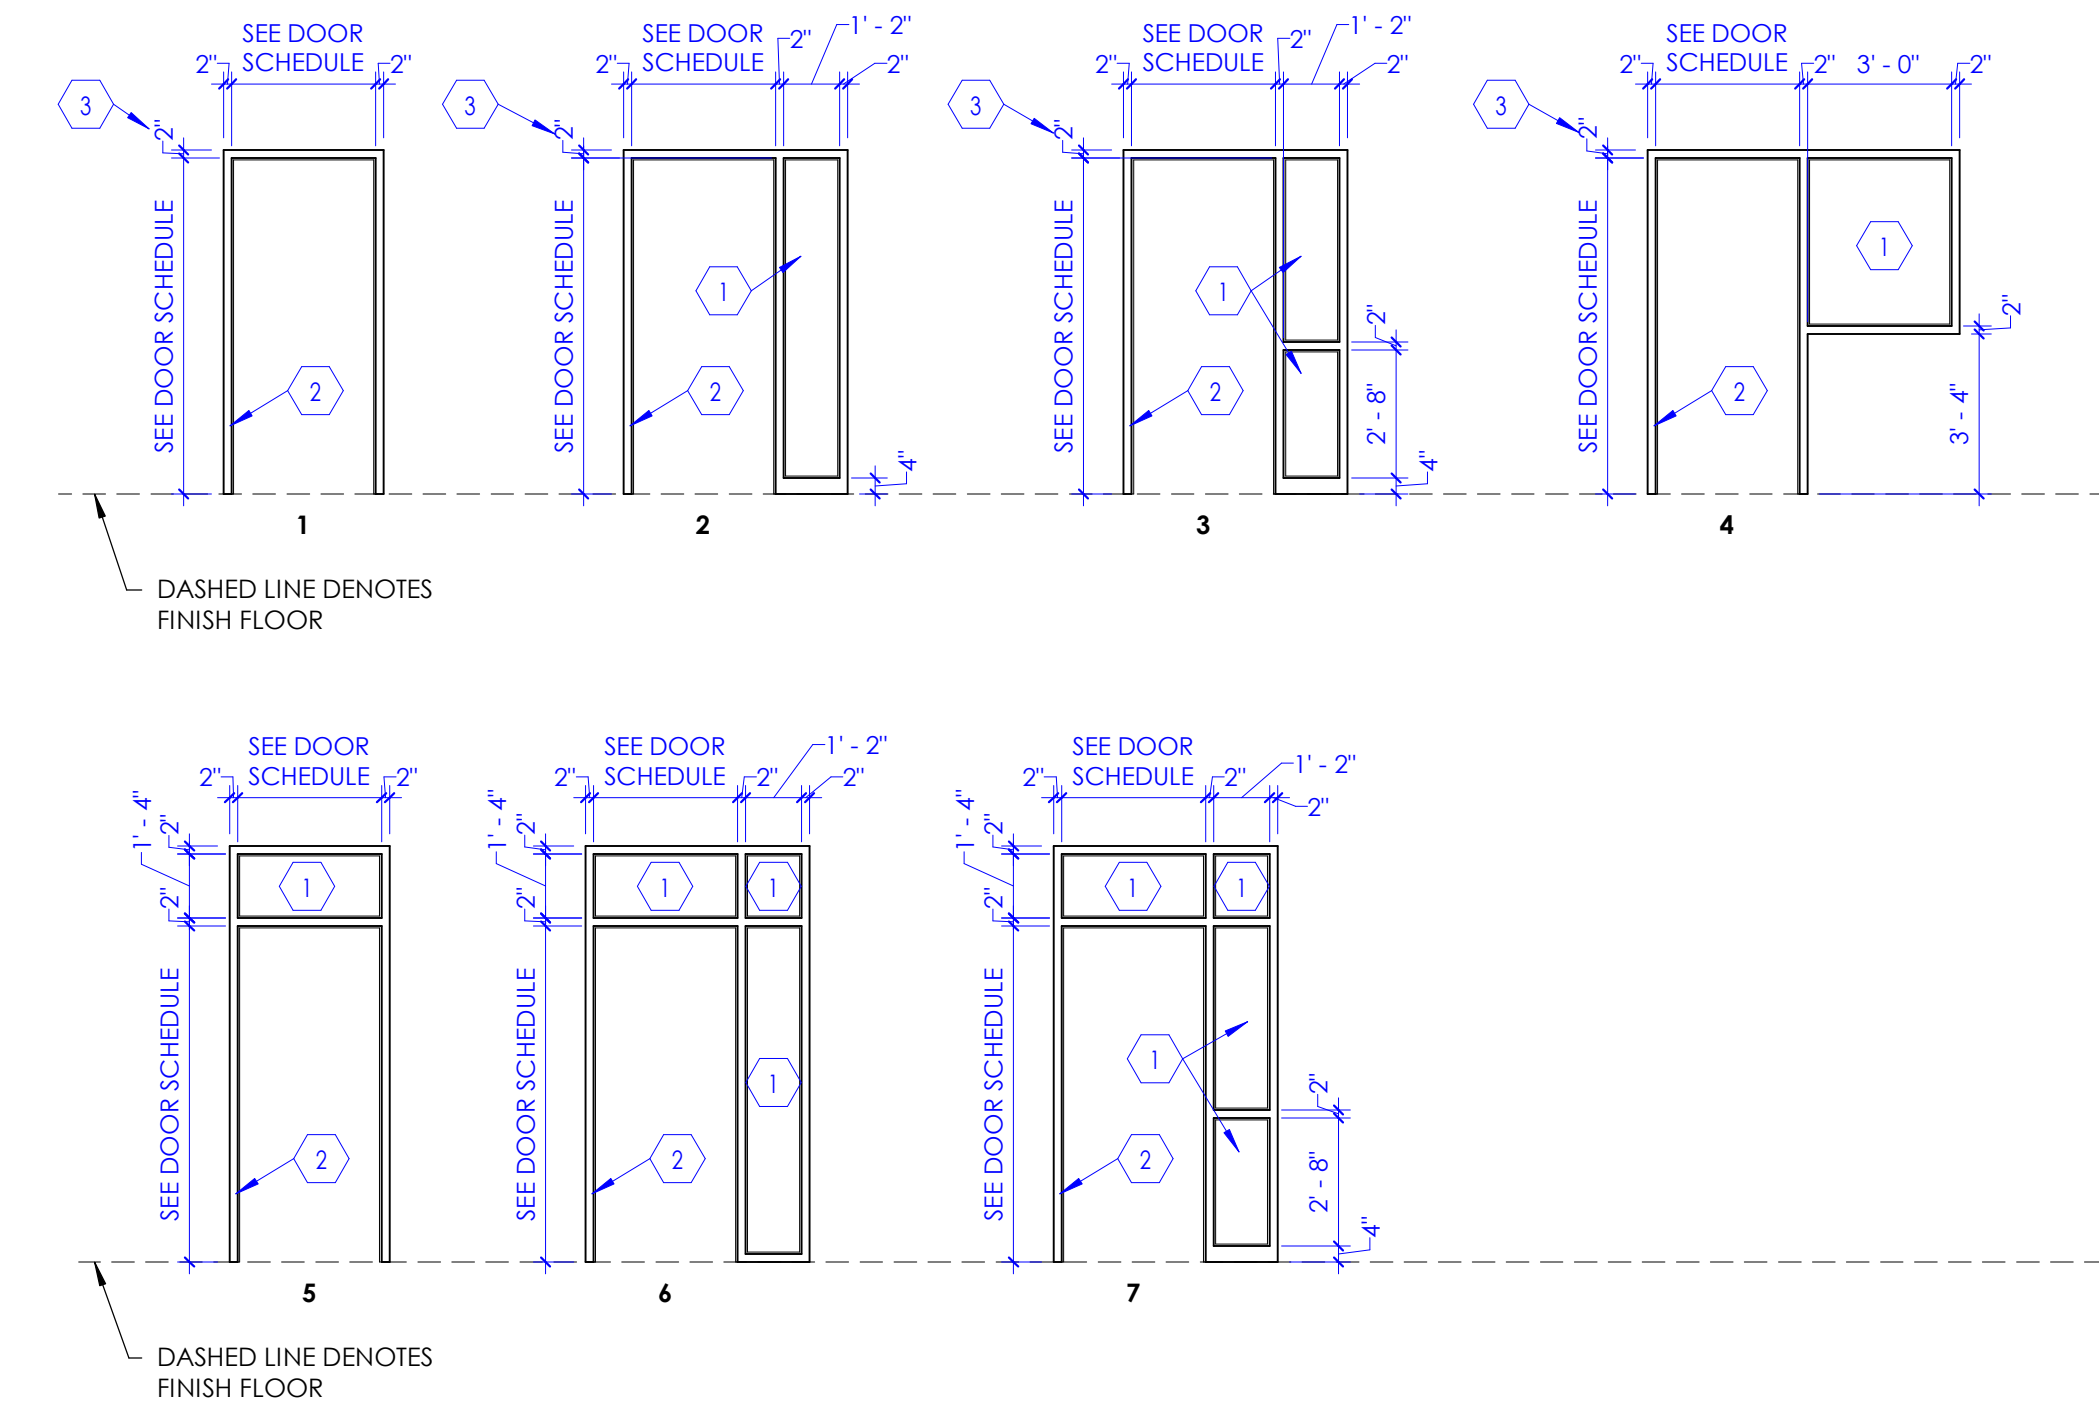 SEE DOOR
SCHEDULE
2"
2"
3
2"
SEE DOOR SCHEDULE
2
1
SEE DOOR
SCHEDULE
2"
2"
1' - 2"
2"
3
2"
SEE DOOR SCHEDULE
1
2
4"
2
SEE DOOR
SCHEDULE
2"
2"
1' - 2"
2"
3
2"
SEE DOOR SCHEDULE
1
2
2"
2' - 8"
4"
3
SEE DOOR
SCHEDULE
2"
2"
3' - 0"
2"
3
2"
SEE DOOR SCHEDULE
1
2
2"
3' - 4"
4
DASHED LINE DENOTES
FINISH FLOOR
SEE DOOR
SCHEDULE
2"
2"
1' - 4"
2"
2"
1
SEE DOOR SCHEDULE
2
5
SEE DOOR
SCHEDULE
2"
2"
1' - 2"
2"
1' - 4"
2"
2"
1
1
SEE DOOR SCHEDULE
1
2
6
SEE DOOR
SCHEDULE
2"
2"
1' - 2"
2"
1' - 4"
2"
2"
1
1
SEE DOOR SCHEDULE
1
2
2"
2' - 8"
4"
7
DASHED LINE DENOTES
FINISH FLOOR